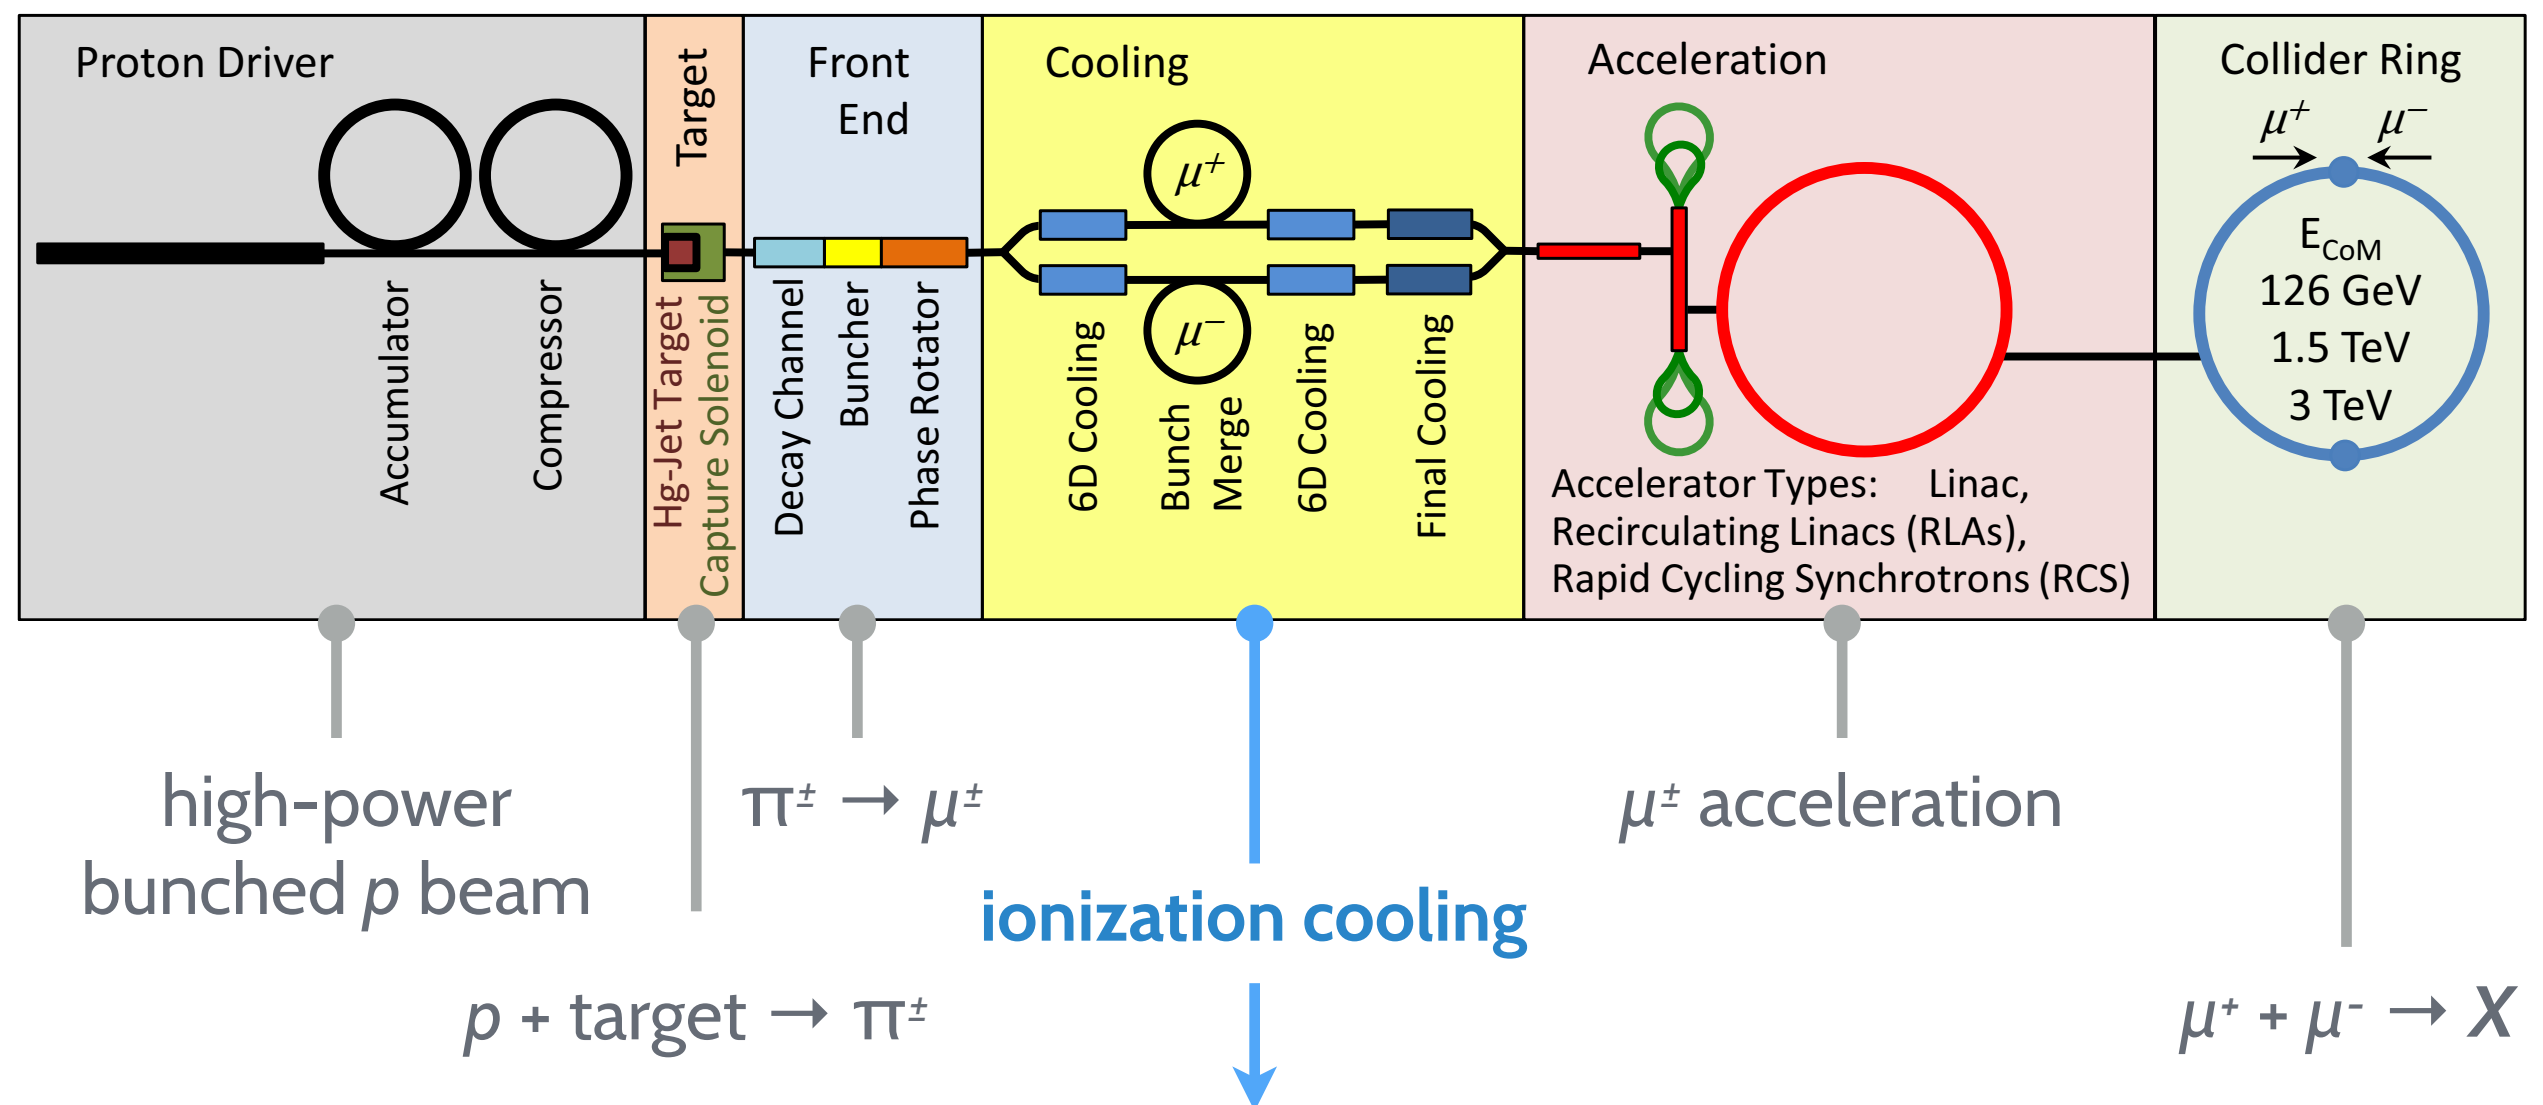 Proton Driver
Accumulator
Compressor
Target
Hg-Jet Target
Capture Solenoid
Front
End
Decay Channel
Buncher
Phase Rotator
Cooling
μ+
μ−
6D Cooling
Bunch
Merge
6D Cooling
Final Cooling
Acceleration
Accelerator Types: Linac,
Recirculating Linacs (RLAs),
Rapid Cycling Synchrotrons (RCS)
Collider Ring
μ+ μ−
ECoM
126 GeV
1.5 TeV
3 TeV
high-power
bunched p beam
p + target → π±
π± → μ±
ionization cooling
μ± acceleration
μ+ + μ- → X